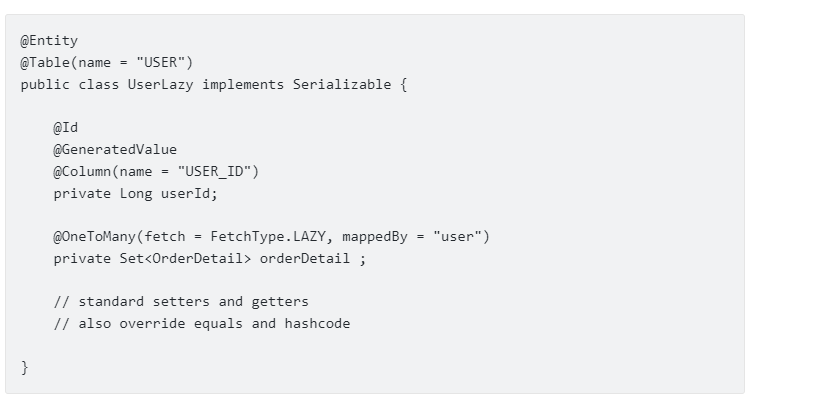 @Entity
@Table(name = "USER")
public class UserLazy implements Serializable {
@Id
@GeneratedValue
@Column(name = "USER_ID")
private Long userId;
@OneToMany(fetch = FetchType.LAZY, mappedBy = "user")
private Set<OrderDetail> orderDetail ;
// standard setters and getters
// also override equals and hashcode
}